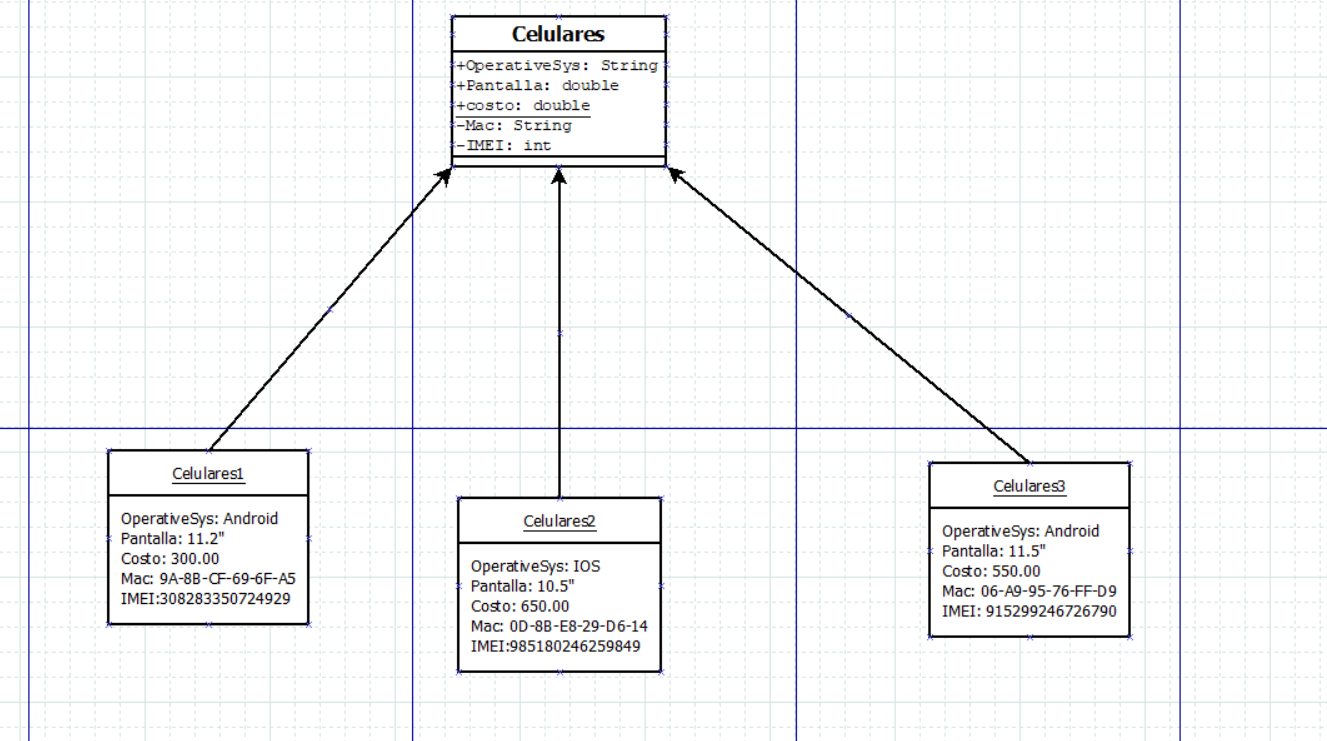 Celulares
+OperativeSys: String
+Pantalla: double
+costo: double
-Mac: String
-IMEI: int
Celulares1
OperativeSys: Android
Pantalla: 11.2"
Costo: 300.00
Mac: 9A-8B-CF-69-6F-A5
IMEI:308283350724929
Celulares2
OperativeSys: IOS
Pantalla: 10.5"
Costo: 650.00
Mac: 0D-8B-E8-29-D6-14
IMEI:985180246259849
Celulares3
OperativeSys: Android
Pantalla: 11.5"
Costo: 550.00
Mac: 06-A9-95-76-FF-D9
IMEI: 915299246726790